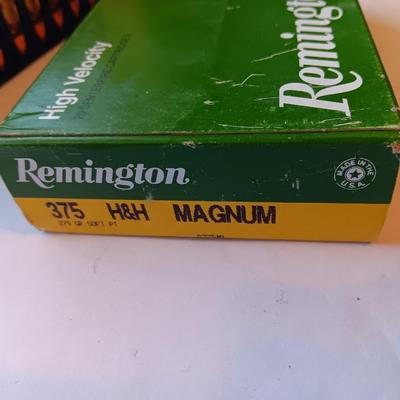 High Velocity
Remington
Remington
MADE IN THE
U.S.A.
375 H&H MAGNUM